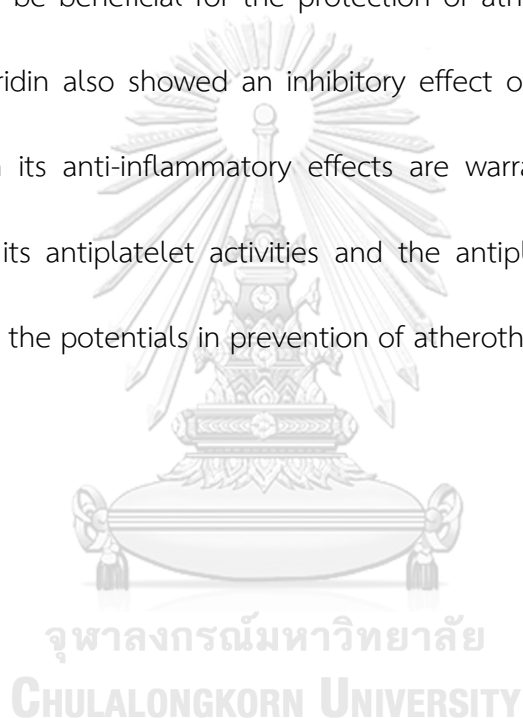 be beneficial for the protection of ath
ridin also showed an inhibitory effect o
its anti-inflammatory effects are warra
its antiplatelet activities and the antipl
the potentials in prevention of atheroth
จุฬาลงกรณ์มหาวิทยาลัย
CHULALONGKORN UNIVERSITY